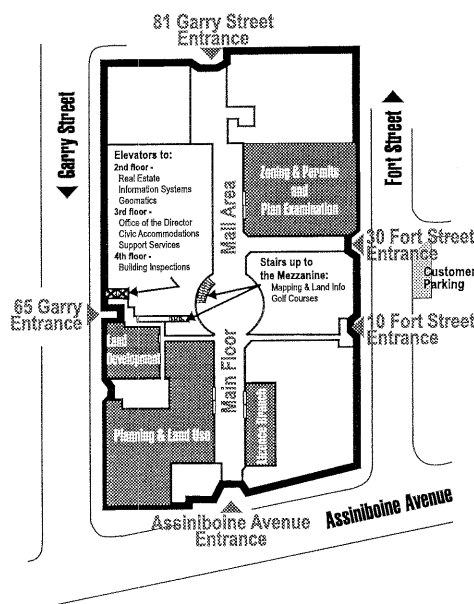 81 Garry Street
Entrance
Garry Street
Fort Street
Elevators to:
2nd floor -
Real Estate
Information Systems
Geomatics
3rd floor -
Office of the Director
Civic Accommodations
Support Services
4th floor -
Building Inspections
Zoning & Permits
and
Plan Examination
Mall Area
Stairs up to
the Mezzanine:
Mapping & Land Info
Golf Courses
30 Fort Street
Entrance
Customer
Parking
65 Garry
Entrance
10 Fort Street
Entrance
Land
Development
Main Floor
Planning & Land Use
Licence Branch
Assiniboine Avenue
Entrance
Assiniboine Avenue